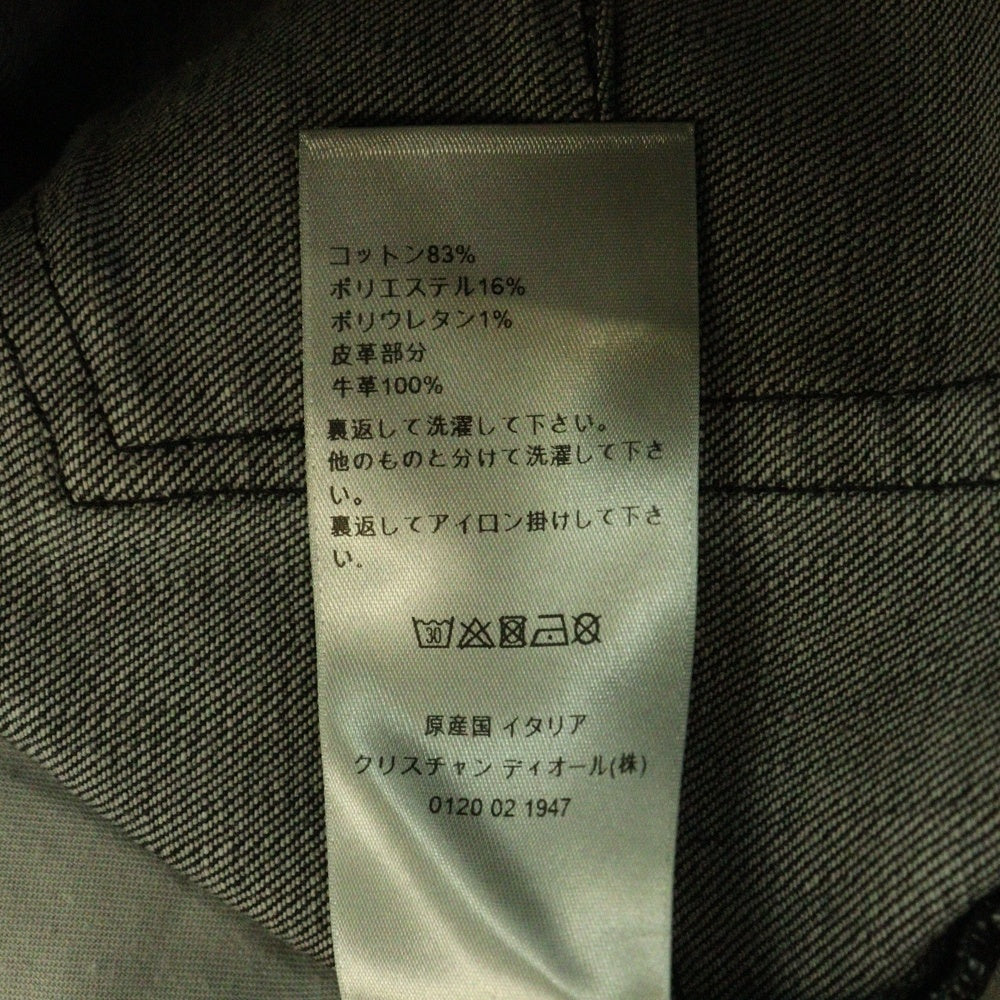 コットン83%
ポリエステル16%
ポリウレタン1%
皮革部分
牛革100%
裏返して洗濯して下さい。
他のものと分けて洗濯して下さ
い。
裏返してアイロン掛けして下さ
い.
30
原産国 イタリア
クリスチャン ディオール(株)
0120 02 1947